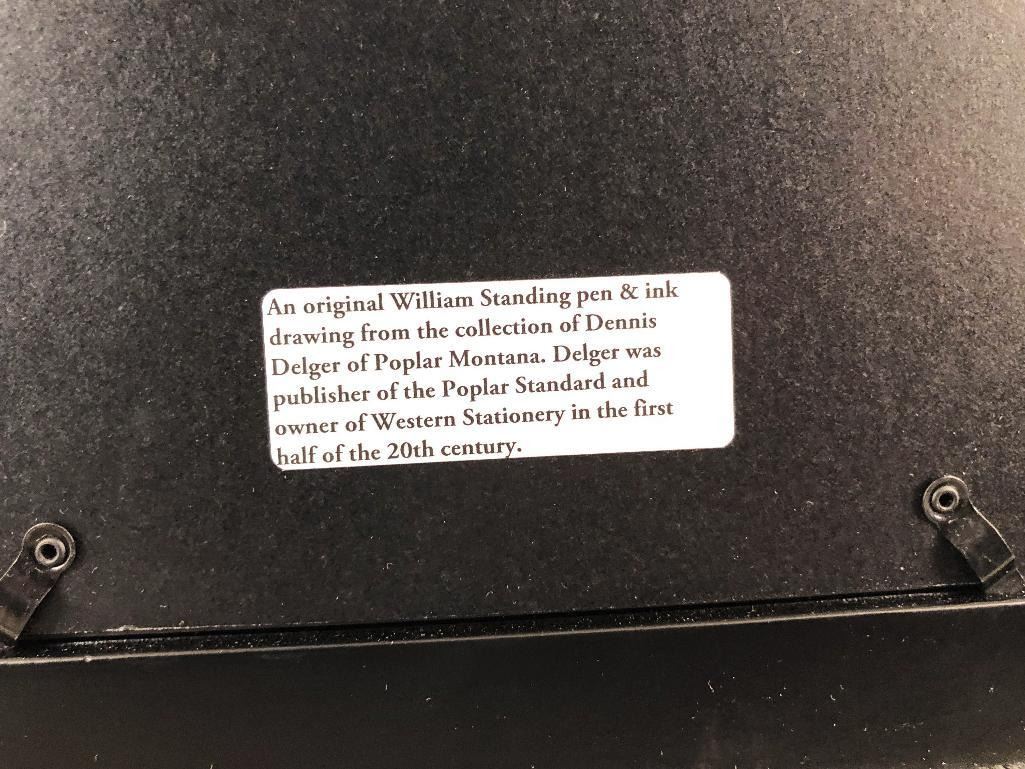 An original William Standing pen & ink
drawing from the collection of Dennis
Delger of Poplar Montana. Delger was
publisher of the Poplar Standard and
owner of Western Stationery in the first
half of the 20th century.